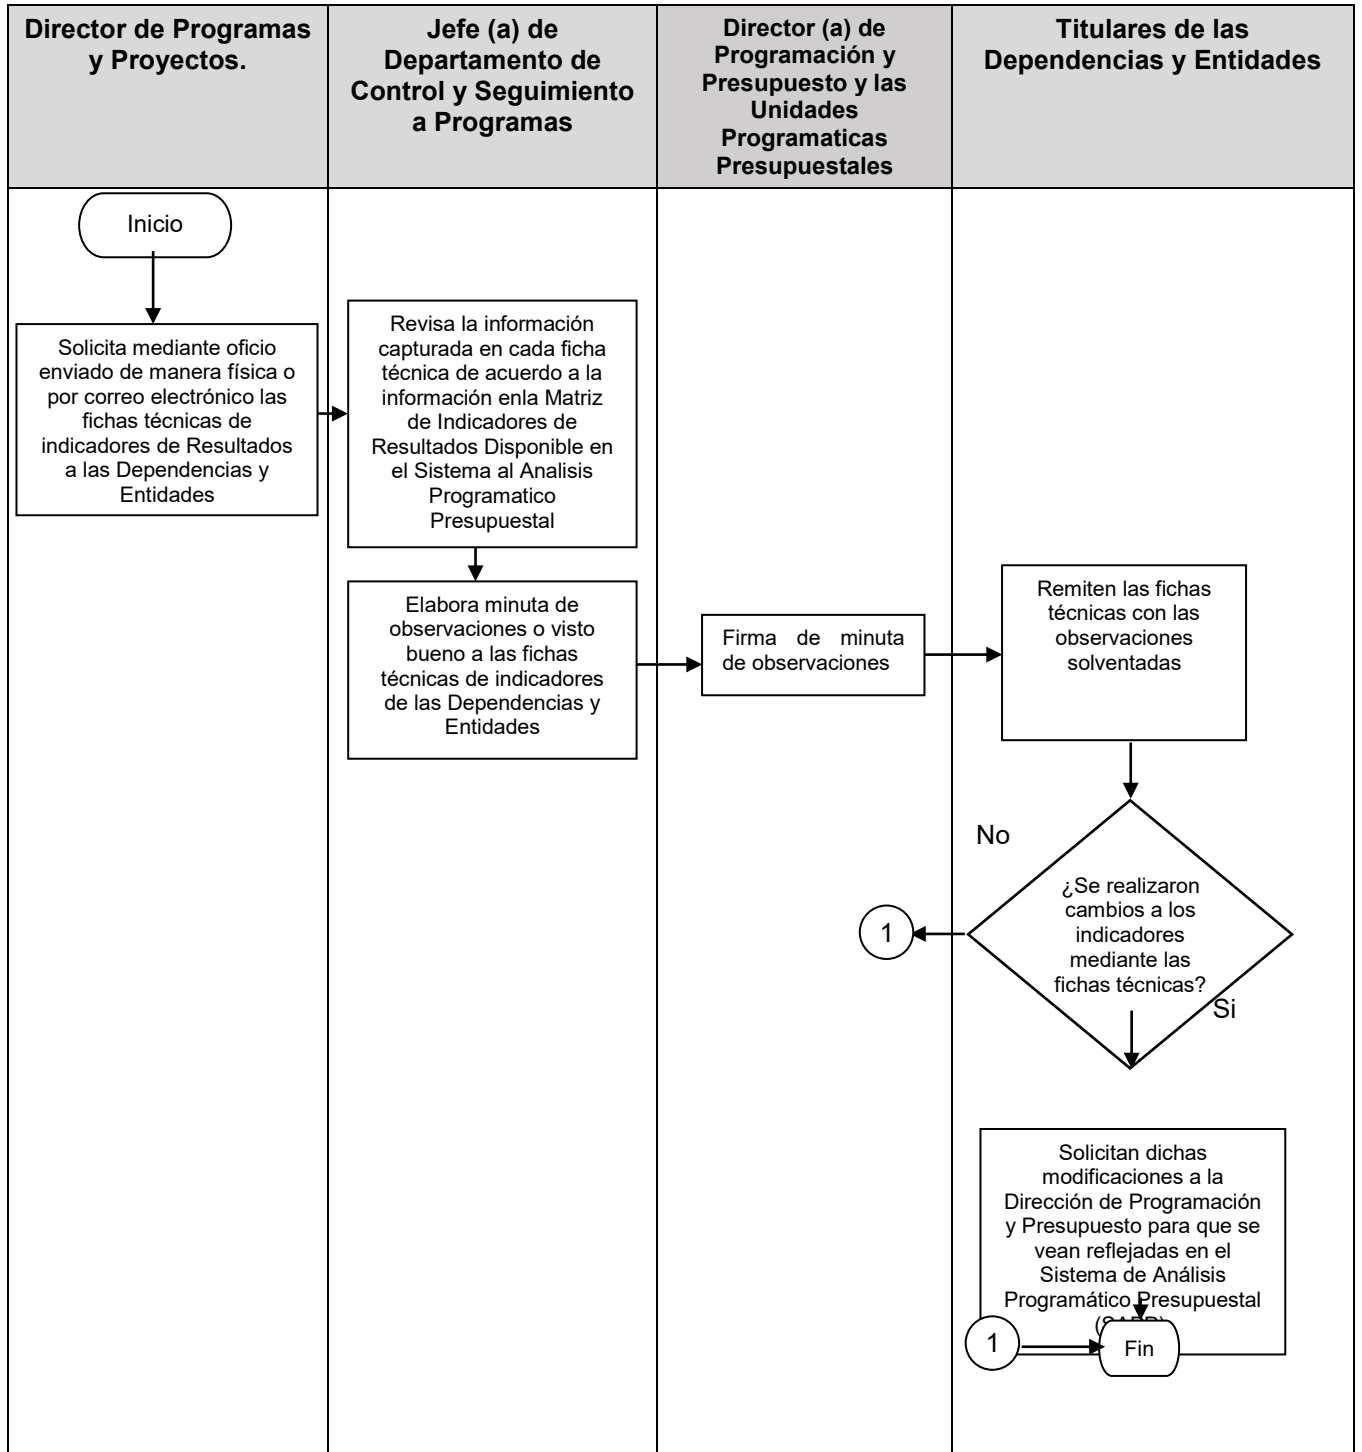 Director de Programas
y Proyectos.
Jefe (a) de
Departamento de
Control y Seguimiento
a Programas
Director (a) de
Programación y
Presupuesto y las
Unidades
Programaticas
Presupuestales
Titulares de las
Dependencias y Entidades
Inicio
Solicita mediante oficio
enviado de manera física o
por correo electrónico las
fichas técnicas de
indicadores de Resultados
a las Dependencias y
Entidades
Revisa la información
capturada en cada ficha
técnica de acuerdo a la
información enla Matriz
de Indicadores de
Resultados Disponible en
el Sistema al Analisis
Programatico
Presupuestal
Elabora minuta de
observaciones o visto
bueno a las fichas
técnicas de indicadores
de las Dependencias y
Entidades
Firma de minuta
de observaciones
Remiten las fichas
técnicas con las
observaciones
solventadas
No
¿Se realizaron
cambios a los
indicadores
mediante las
fichas técnicas?
1
Si
Solicitan dichas
modificaciones a la
Dirección de Programación
y Presupuesto para que se
vean reflejadas en el
Sistema de Análisis
Programático Presupuestal
1
Fin